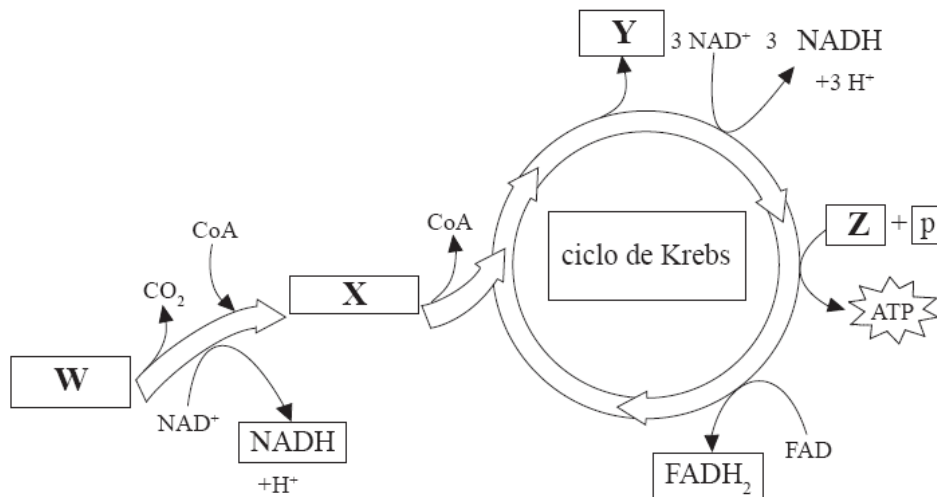 Y 3 NAD⁺ 3 NADH
+3 H⁺
CoA
CoA
CO₂
X
W
NAD⁺
NADH
+H⁺
ciclo de Krebs
Z + p
ATP
FAD
FADH₂